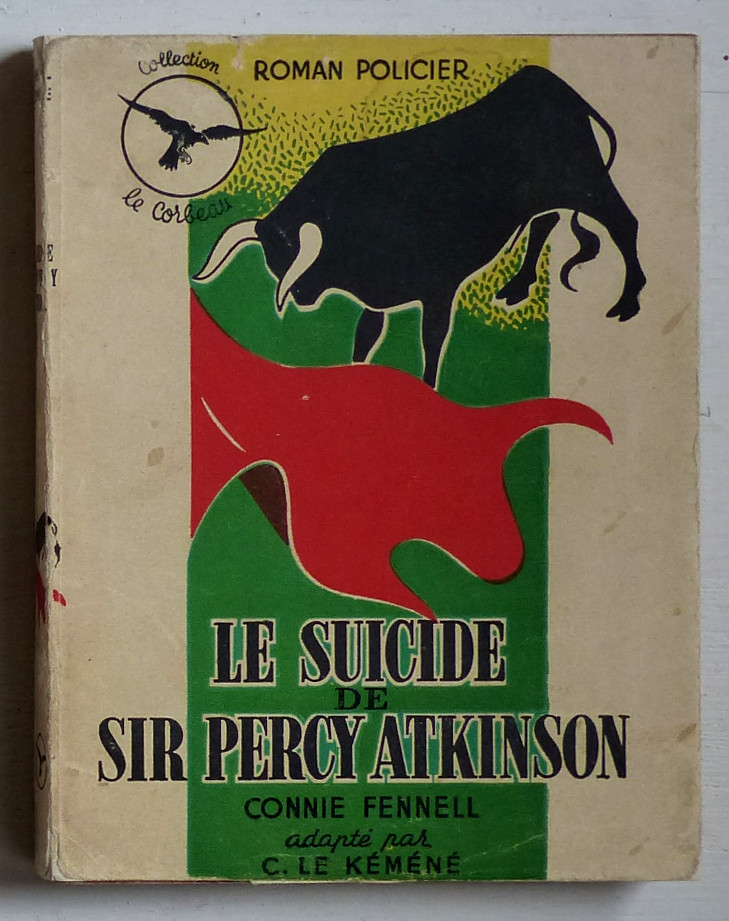 Collection
ROMAN POLICIER
le Corbeau
LE SUICIDE
DE
SIR PERCY ATKINSON
CONNIE FENNELL
adapté par
C. LE KÉMÉNÉ